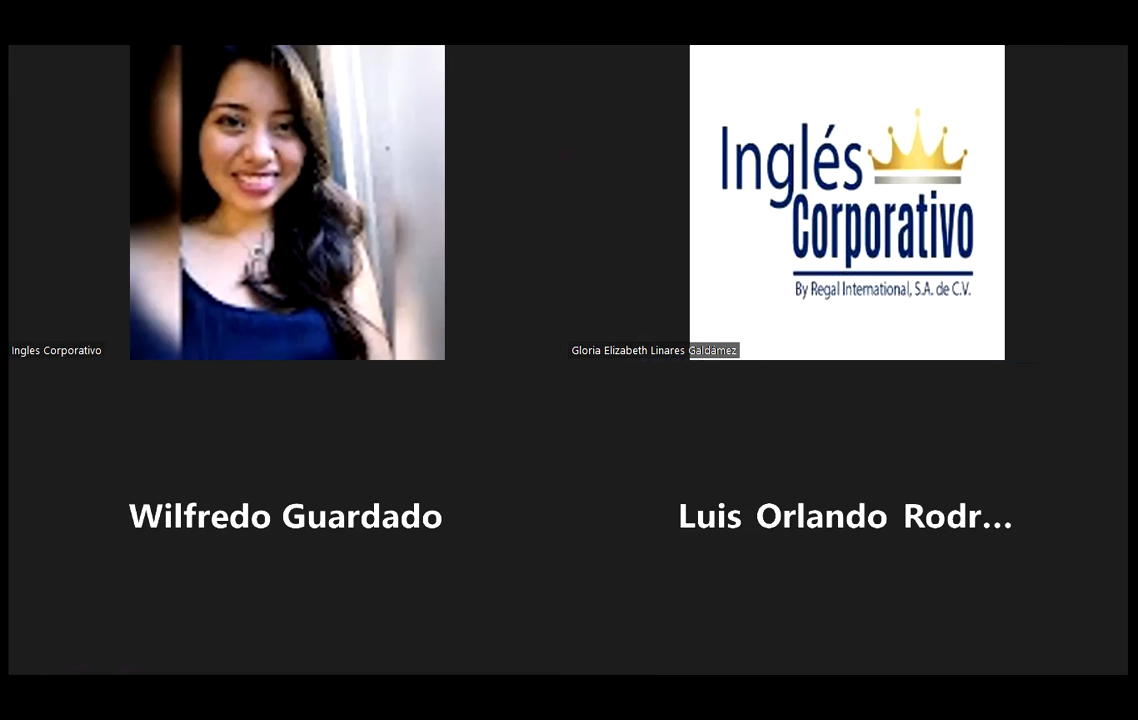 Inglés
Corporativo
By Regal International, S.A. de C.V.
Ingles Corporativo
Gloria Elizabeth Linares Galdámez
Wilfredo Guardado
Luis Orlando Rodr...